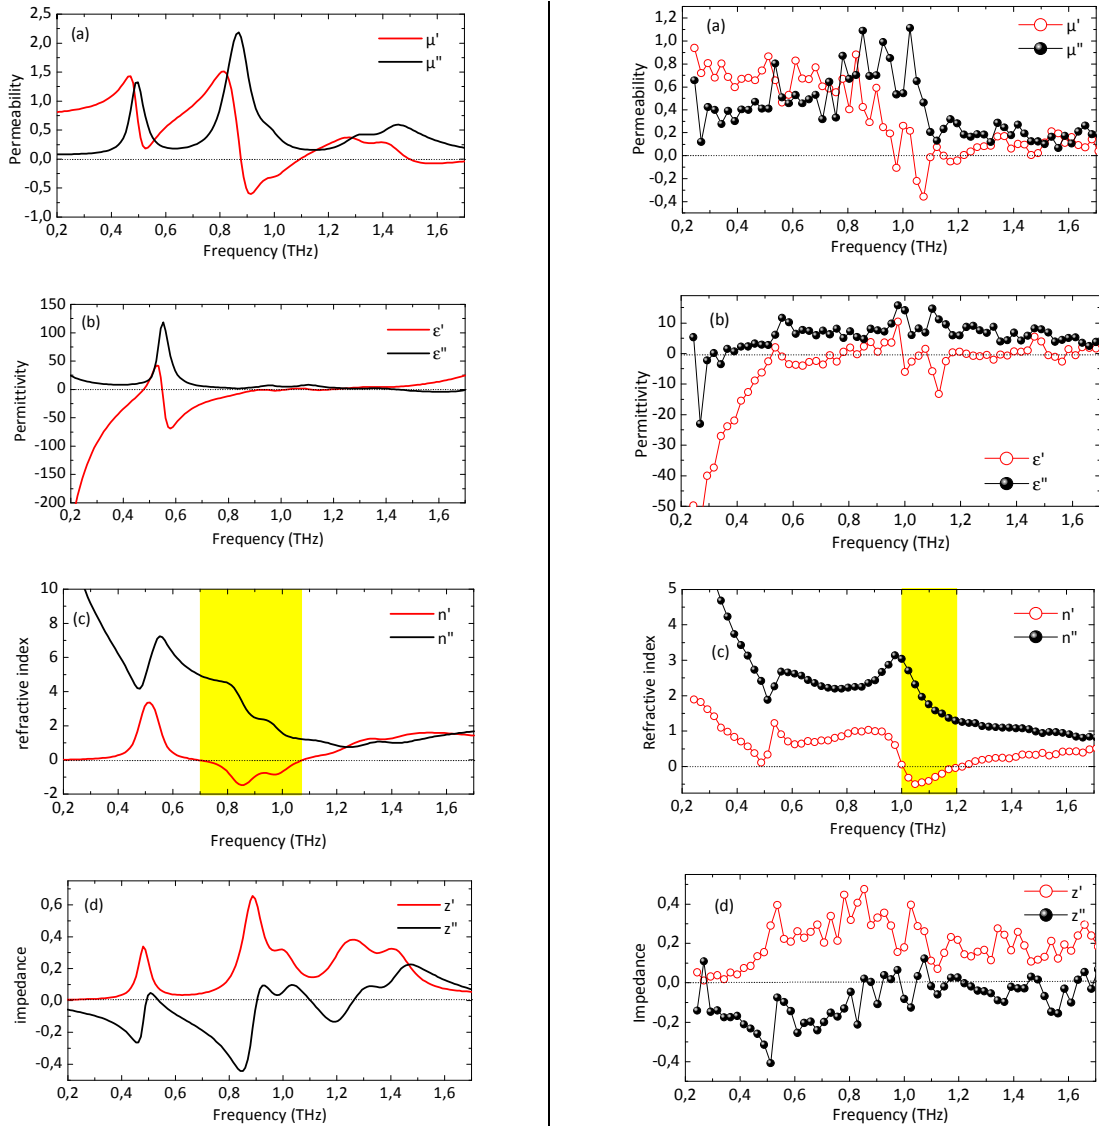 (a)
μ'
μ"
Permeability
2,5
2,0
1,5
1,0
0,5
0,0
-0,5
-1,0
0,2 0,4 0,6 0,8 1,0 1,2 1,4 1,6
Frequency (THz)
(b)
ε'
ε"
Permittivity
150
100
50
0
-50
-100
-150
-200
0,2 0,4 0,6 0,8 1,0 1,2 1,4 1,6
Frequency (THz)
(c)
n'
n"
refractive index
10
8
6
4
2
0
-2
0,2 0,4 0,6 0,8 1,0 1,2 1,4 1,6
Frequency (THz)
(d)
z'
z"
impedance
0,6
0,4
0,2
0,0
-0,2
-0,4
0,2 0,4 0,6 0,8 1,0 1,2 1,4 1,6
Frequency (THz)
(a)
μ'
μ"
Permeability
1,2
1,0
0,8
0,6
0,4
0,2
0,0
-0,2
-0,4
0,2 0,4 0,6 0,8 1,0 1,2 1,4 1,6
Frequency (THz)
(b)
ε'
ε"
Permittivity
10
0
-10
-20
-30
-40
-50
0,2 0,4 0,6 0,8 1,0 1,2 1,4 1,6
Frequency (THz)
(c)
n'
n"
Refractive index
5
4
3
2
1
0
0,2 0,4 0,6 0,8 1,0 1,2 1,4 1,6
Frequency (THz)
(d)
z'
z"
Impedance
0,4
0,2
0,0
-0,2
-0,4
0,2 0,4 0,6 0,8 1,0 1,2 1,4 1,6
Frequency (THz)